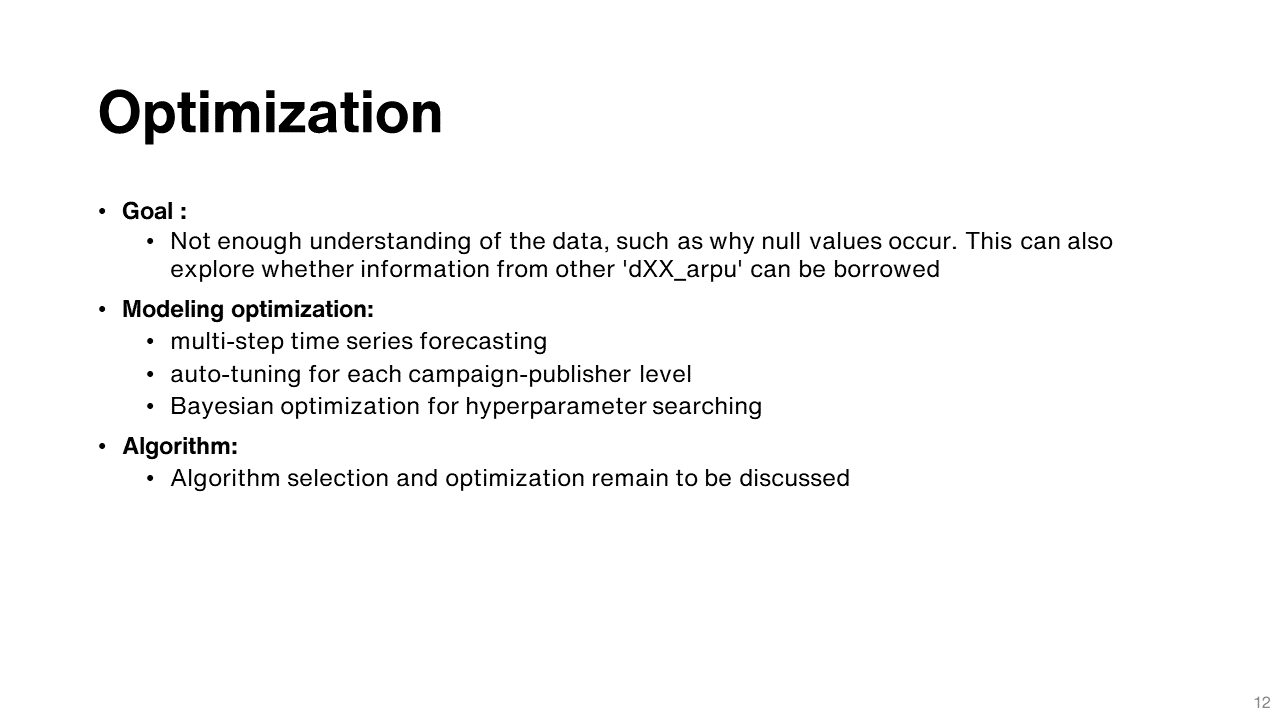 Optimization
• Goal :
• Not enough understanding of the data, such as why null values occur. This can also
explore whether information from other 'dXX_arpu' can be borrowed
• Modeling optimization:
• multi-step time series forecasting
• auto-tuning for each campaign-publisher level
• Bayesian optimization for hyperparameter searching
• Algorithm:
• Algorithm selection and optimization remain to be discussed
12